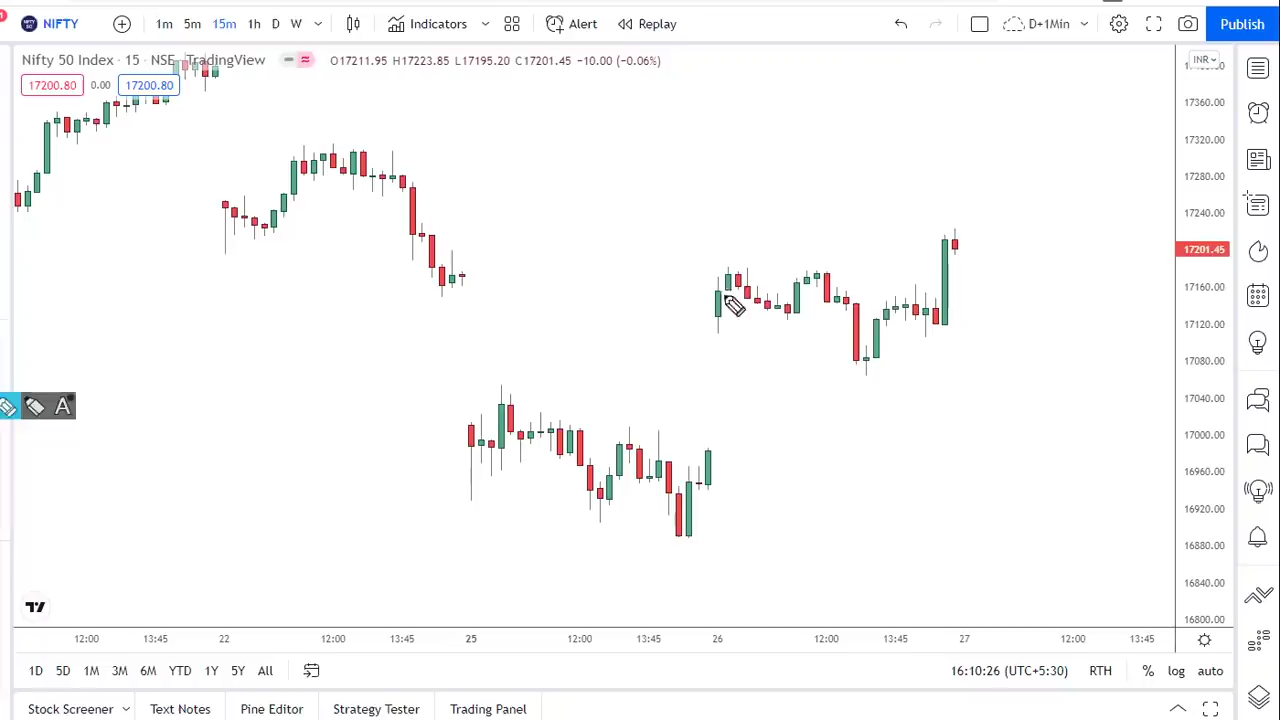 NIFTY 1m 5m 15m 1h D W Indicators Alert Replay D+1Min Publish
Nifty 50 Index · 15 · NSE TradingView O17211.95 H17223.85 L17195.20 C17201.45 −10.00 (−0.06%) INR
17200.80 0.00 17200.80
17360.00
17320.00
17280.00
17240.00
17201.45
17160.00
17120.00
17080.00
17040.00
A
17000.00
16960.00
16920.00
16880.00
16840.00
16800.00
12:00 13:45 22 12:00 13:45 25 12:00 13:45 26 12:00 13:45 27 12:00 13:45
1D 5D 1M 3M 6M YTD 1Y 5Y All 16:10:26 (UTC+5:30) RTH % log auto
Stock Screener Text Notes Pine Editor Strategy Tester Trading Panel